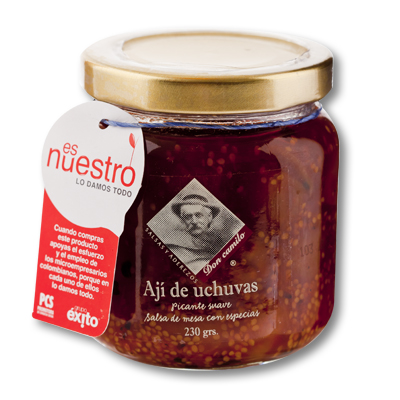 es
nuestro
LO DAMOS TODO
Cuando compras
este producto
apoyas el esfuerzo
y el empleo de
los microempresarios
colombianos, porque en
cada uno de ellos
lo damos todo.
PCS
éxito
SALSAS Y ADEREZOS
Don camilo
®
Ají de uchuvas
Picante suave
Salsa de mesa con especias
230 grs.